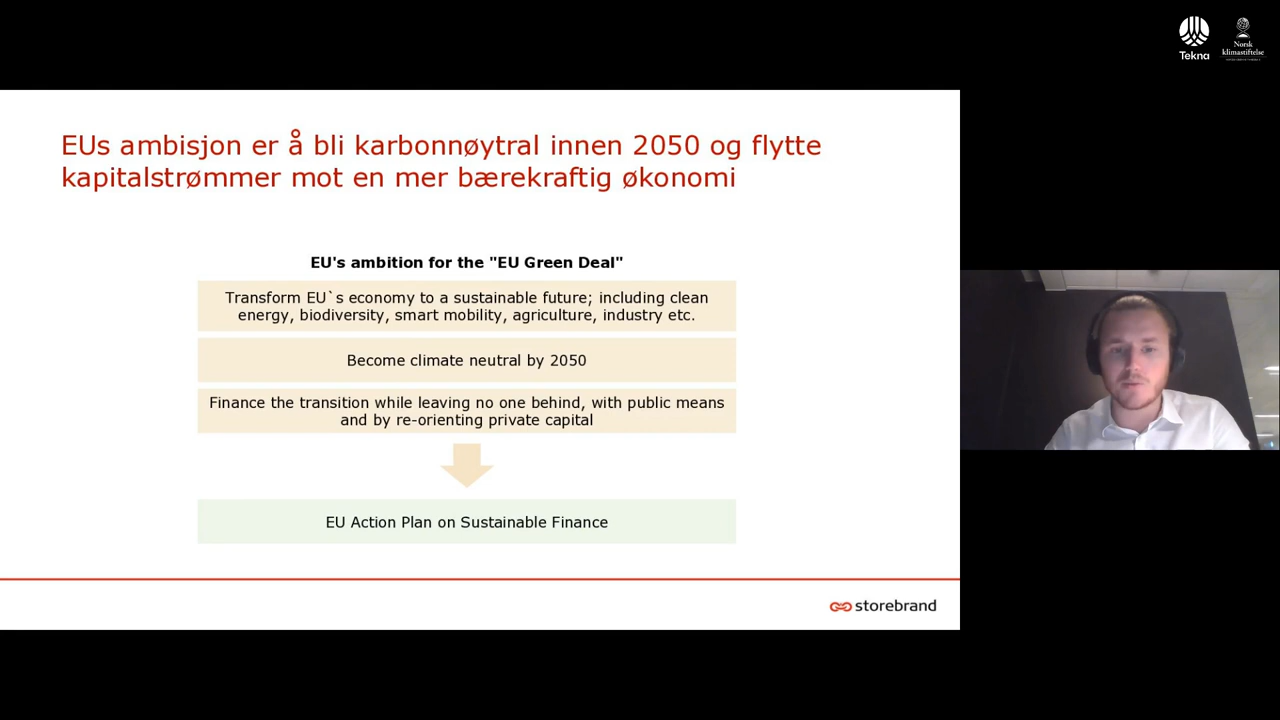 Tekna
Norsk
klimastiftelse
EUs ambisjon er å bli karbonnøytral innen 2050 og flytte
kapitalstrømmer mot en mer bærekraftig økonomi
EU's ambition for the "EU Green Deal"
Transform EU`s economy to a sustainable future; including clean
energy, biodiversity, smart mobility, agriculture, industry etc.
Become climate neutral by 2050
Finance the transition while leaving no one behind, with public means
and by re-orienting private capital
EU Action Plan on Sustainable Finance
storebrand